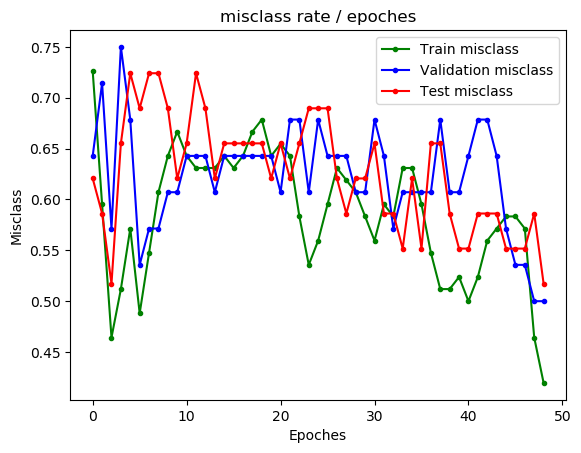 misclass rate / epoches
Train misclass
Validation misclass
Test misclass
Misclass
0.75
0.70
0.65
0.60
0.55
0.50
0.45
0 10 20 30 40 50
Epoches